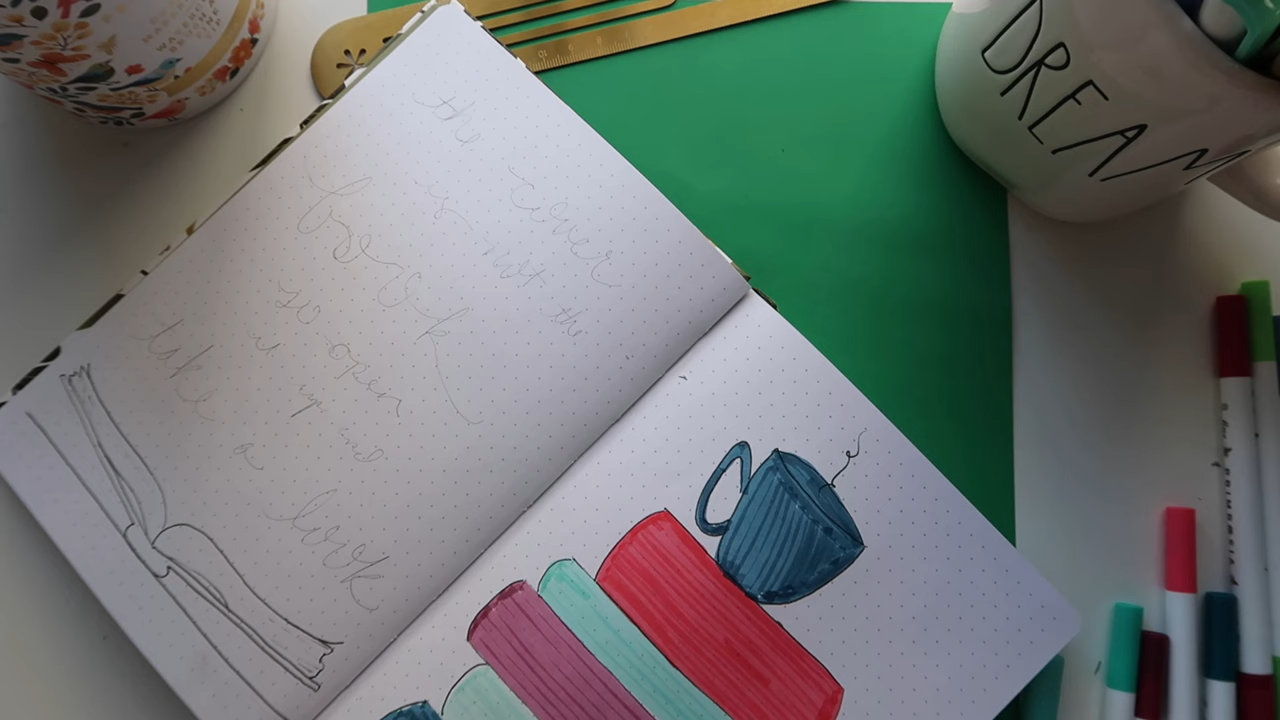 the cover
is not the
book
so open
it up and
take a
look
DREAM